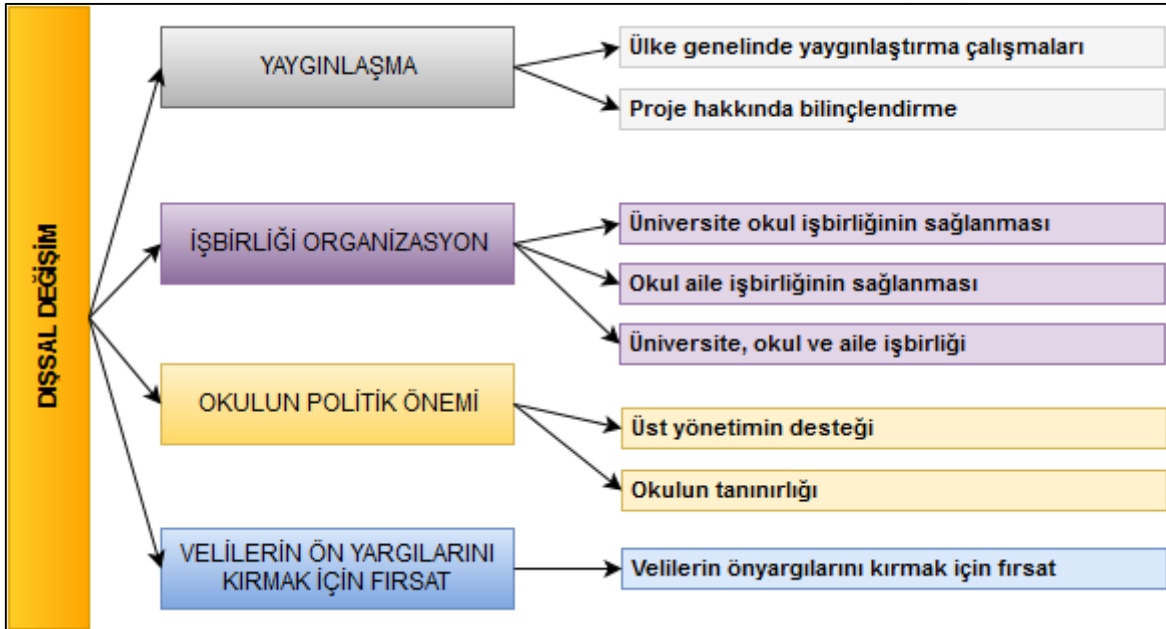 DIŞSAL DEĞİŞİM
YAYGINLAŞMA
Ülke genelinde yaygınlaştırma çalışmaları
Proje hakkında bilinçlendirme
İŞBİRLİĞİ ORGANİZASYON
Üniversite okul işbirliğinin sağlanması
Okul aile işbirliğinin sağlanması
Üniversite, okul ve aile işbirliği
OKULUN POLİTİK ÖNEMİ
Üst yönetimin desteği
Okulun tanınırlığı
VELİLERİN ÖN YARGILARINI
KIRMAK İÇİN FIRSAT
Velilerin önyargılarını kırmak için fırsat